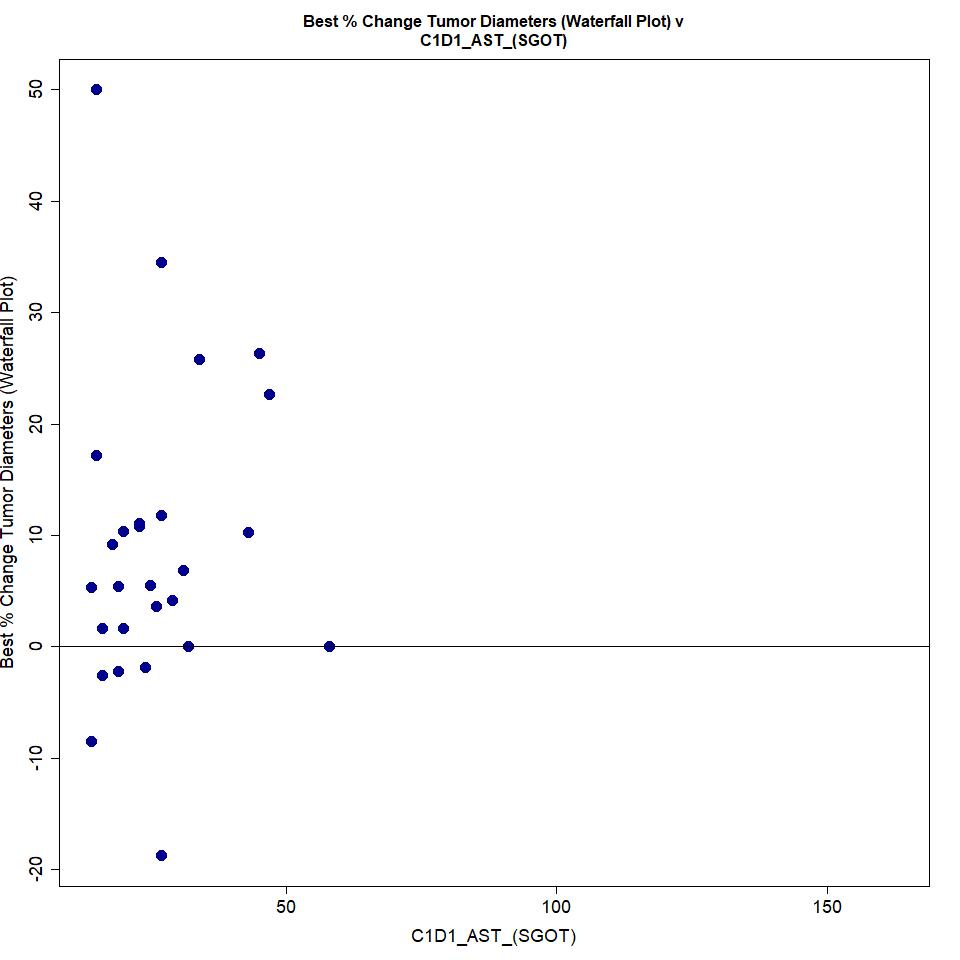 Best % Change Tumor Diameters (Waterfall Plot) v
C1D1_AST_(SGOT)
Best % Change Tumor Diameters (Waterfall Plot)
50
40
30
20
10
0
-10
-20
50
100
150
C1D1_AST_(SGOT)